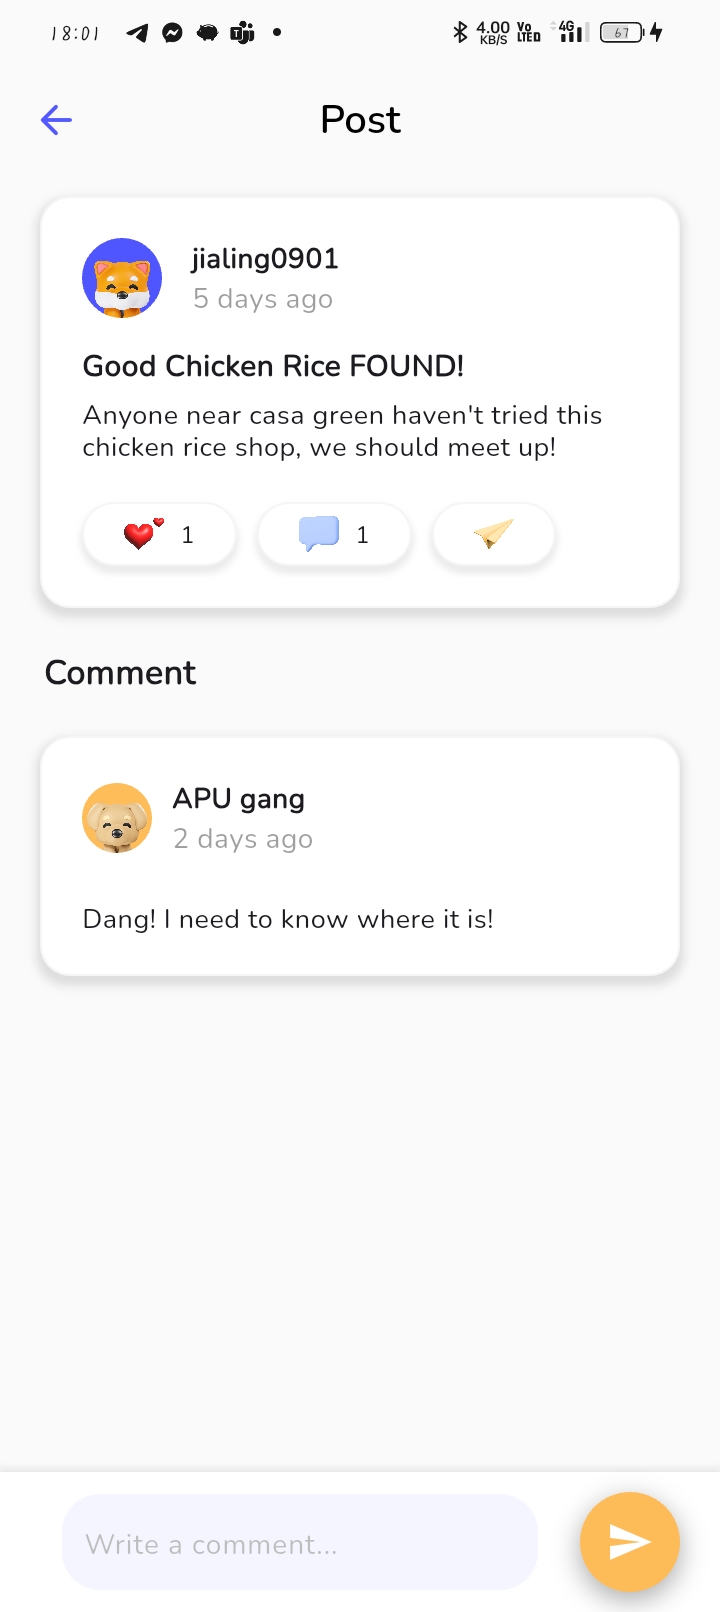 18:01 4.00 KB/S Vo LTED 4G 67
Post
jialing0901
5 days ago
Good Chicken Rice FOUND!
Anyone near casa green haven't tried this
chicken rice shop, we should meet up!
1 1
Comment
APU gang
2 days ago
Dang! I need to know where it is!
Write a comment...